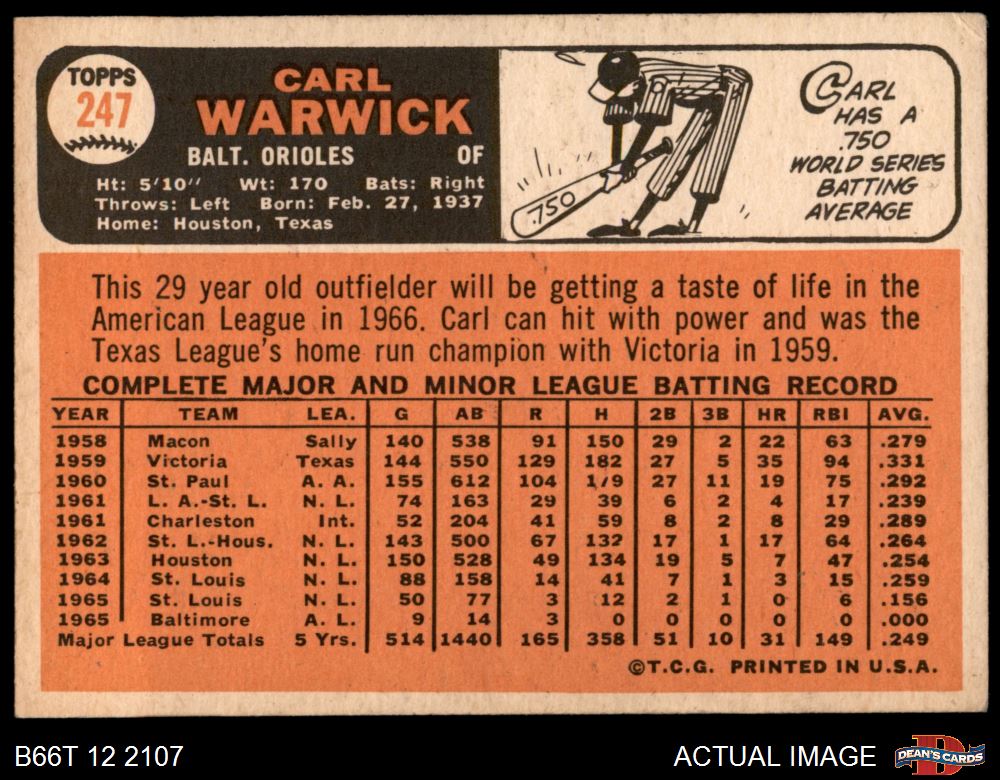 TOPPS
247
CARL
WARWICK
BALT. ORIOLES OF
Ht: 5'10" Wt: 170 Bats: Right
Throws: Left Born: Feb. 27, 1937
Home: Houston, Texas
.750
CARL
HAS A
.750
WORLD SERIES
BATTING
AVERAGE
This 29 year old outfielder will be getting a taste of life in the
American League in 1966. Carl can hit with power and was the
Texas League's home run champion with Victoria in 1959.
COMPLETE MAJOR AND MINOR LEAGUE BATTING RECORD
YEAR TEAM LEA. G AB R H 2B 3B HR RBI AVG.
1958 Macon Sally 140 538 91 150 29 2 22 63 .279
1959 Victoria Texas 144 550 129 182 27 5 35 94 .331
1960 St. Paul A. A. 155 612 104 1/9 27 11 19 75 .292
1961 L. A.-St. L. N. L. 74 163 29 39 6 2 4 17 .239
1961 Charleston Int. 52 204 41 59 8 2 8 29 .289
1962 St. L.-Hous. N. L. 143 500 67 132 17 1 17 64 .264
1963 Houston N. L. 150 528 49 134 19 5 7 47 .254
1964 St. Louis N. L. 88 158 14 41 7 1 3 15 .259
1965 St. Louis N. L. 50 77 3 12 2 1 0 6 .156
1965 Baltimore A. L. 9 14 3 0 0 0 0 0 .000
Major League Totals 5 Yrs. 514 1440 165 358 51 10 31 149 .249
©T.C.G. PRINTED IN U.S.A.
B66T 12 2107 ACTUAL IMAGE DEAN'S CARDS